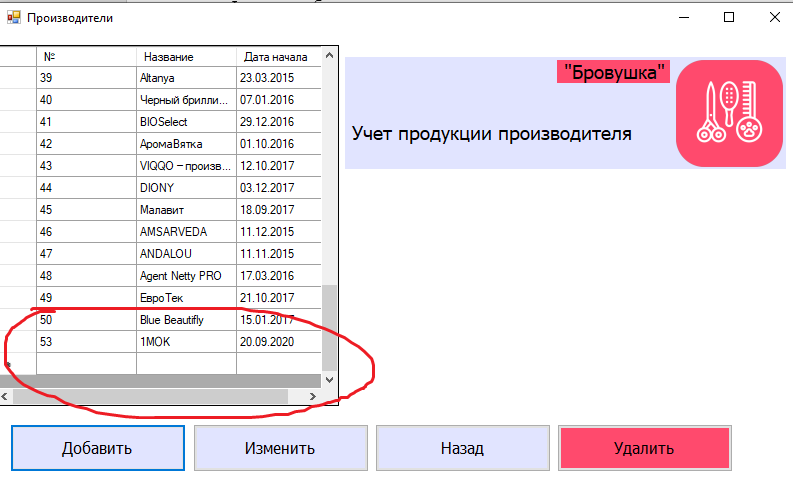 Производители
№ Название Дата начала
39 Altanya 23.03.2015
40 Черный брилли... 07.01.2016
41 BIOSelect 29.12.2016
42 АромаВятка 01.10.2016
43 VIQQO – произв... 12.10.2017
44 DIONY 03.12.2017
45 Малавит 18.09.2017
46 AMSARVEDA 11.12.2015
47 ANDALOU 11.11.2015
48 Agent Netty PRO 17.03.2016
49 ЕвроТек 21.10.2017
50 Blue Beautifly 15.01.2017
53 1МОК 20.09.2020
"Бровушка"
Учет продукции производителя
Добавить Изменить Назад Удалить